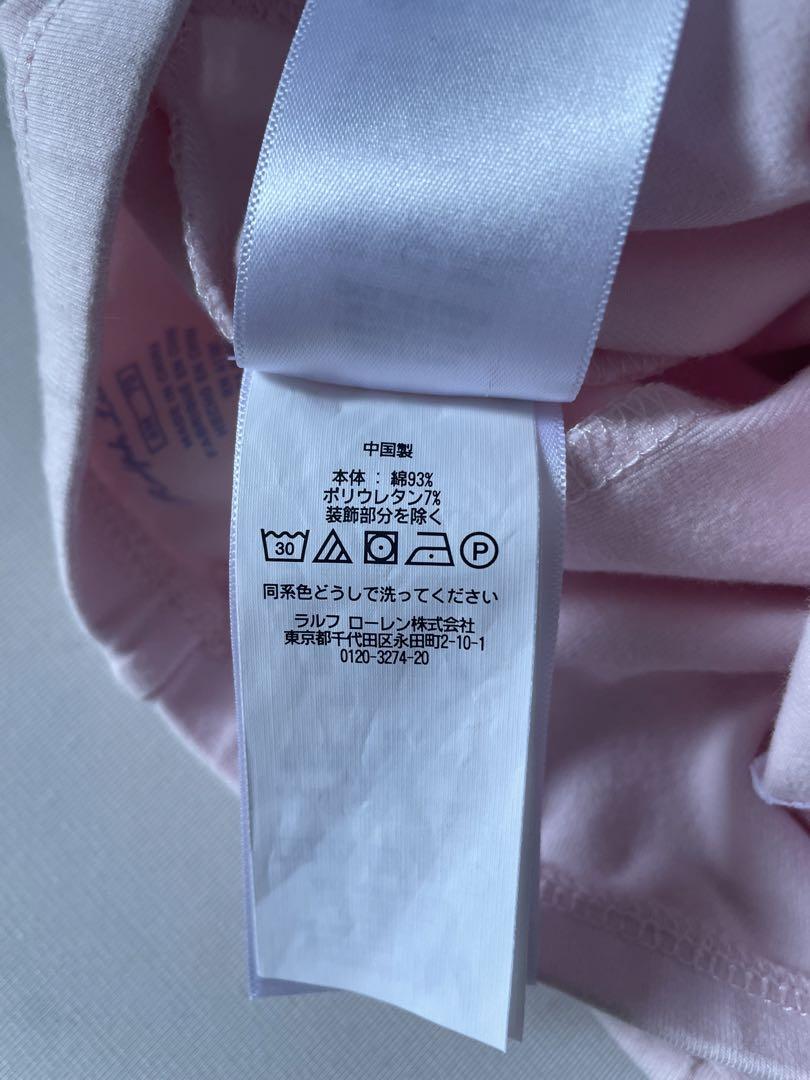 中国製
本体 : 綿93%
ポリウレタン7%
装飾部分を除く
30
P
同系色どうしで洗ってください
ラルフ ローレン株式会社
東京都千代田区永田町2-10-1
0120-3274-20